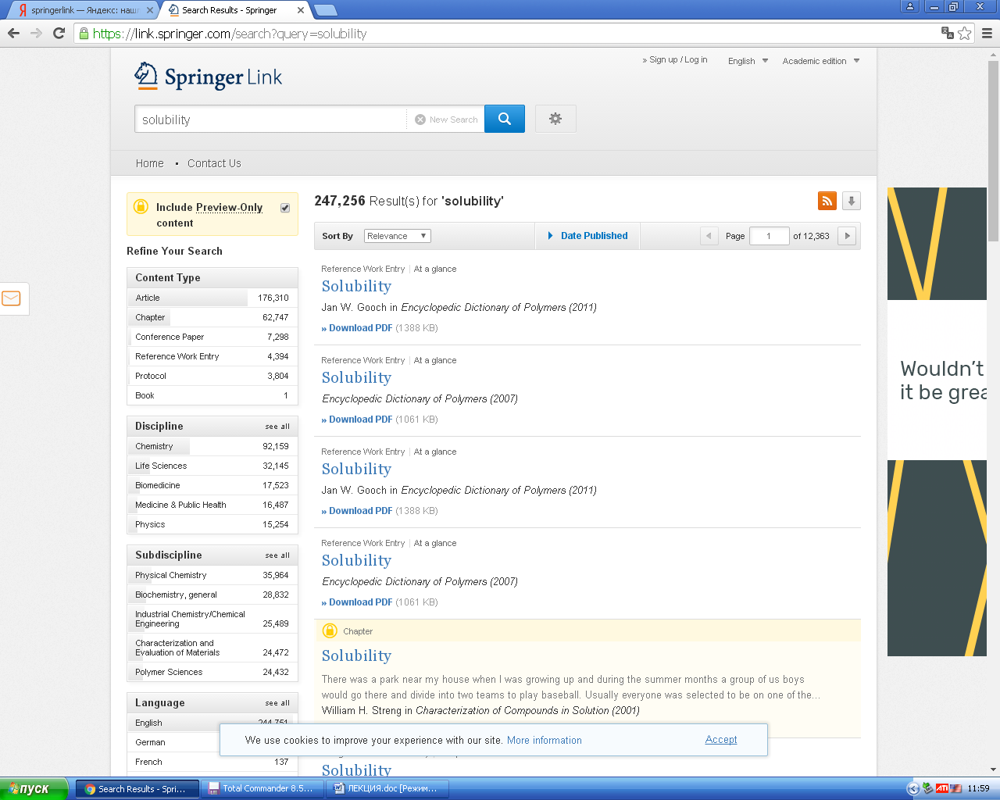 springerlink — Яндекс: наш
Search Results - Springer
https://link.springer.com/search?query=solubility
» Sign up / Log in
English
Academic edition
Springer Link
solubility
New Search
Home
Contact Us
Include Preview-Only
content
Refine Your Search
Content Type
Article 176,310
Chapter 62,747
Conference Paper 7,298
Reference Work Entry 4,394
Protocol 3,804
Book 1
Discipline see all
Chemistry 92,159
Life Sciences 32,145
Biomedicine 17,523
Medicine & Public Health 16,487
Physics 15,254
Subdiscipline see all
Physical Chemistry 35,964
Biochemistry, general 28,832
Industrial Chemistry/Chemical
Engineering 25,489
Characterization and
Evaluation of Materials 24,472
Polymer Sciences 24,432
Language see all
English 244,751
German
French 137
247,256 Result(s) for 'solubility'
Sort By Relevance
Date Published
Page 1 of 12,363
Reference Work Entry At a glance
Solubility
Jan W. Gooch in Encyclopedic Dictionary of Polymers (2011)
» Download PDF (1388 KB)
Reference Work Entry At a glance
Solubility
Encyclopedic Dictionary of Polymers (2007)
» Download PDF (1061 KB)
Reference Work Entry At a glance
Solubility
Jan W. Gooch in Encyclopedic Dictionary of Polymers (2011)
» Download PDF (1388 KB)
Reference Work Entry At a glance
Solubility
Encyclopedic Dictionary of Polymers (2007)
» Download PDF (1061 KB)
Chapter
Solubility
There was a park near my house when I was growing up and during the summer months a group of us boys
would go there and divide into two teams to play baseball. Usually everyone was selected to be on one of the...
William H. Streng in Characterization of Compounds in Solution (2001)
Solubility
We use cookies to improve your experience with our site. More information
Accept
Wouldn't
it be grea
пуск
Search Results - Spri...
Total Commander 8.5...
ЛЕКЦИЯ.doc [Режим...
ATI
11:59